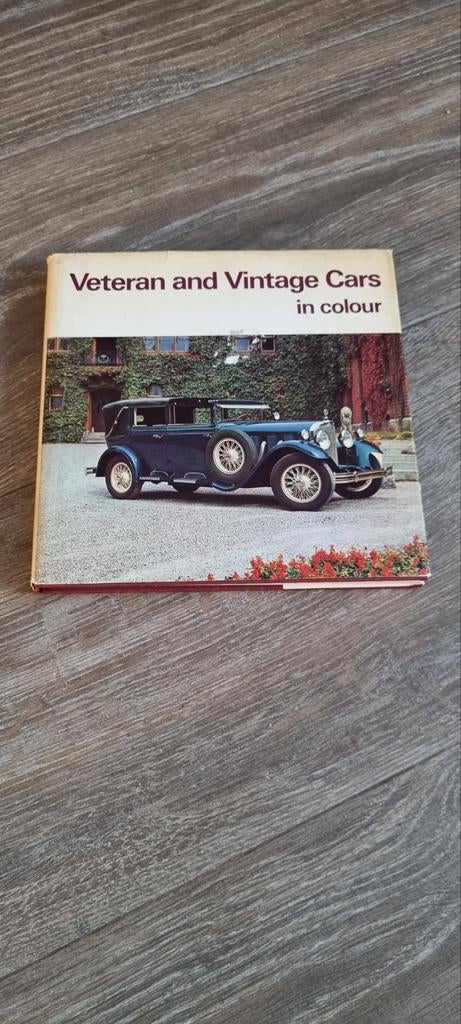 Veteran and Vintage Cars
in colour